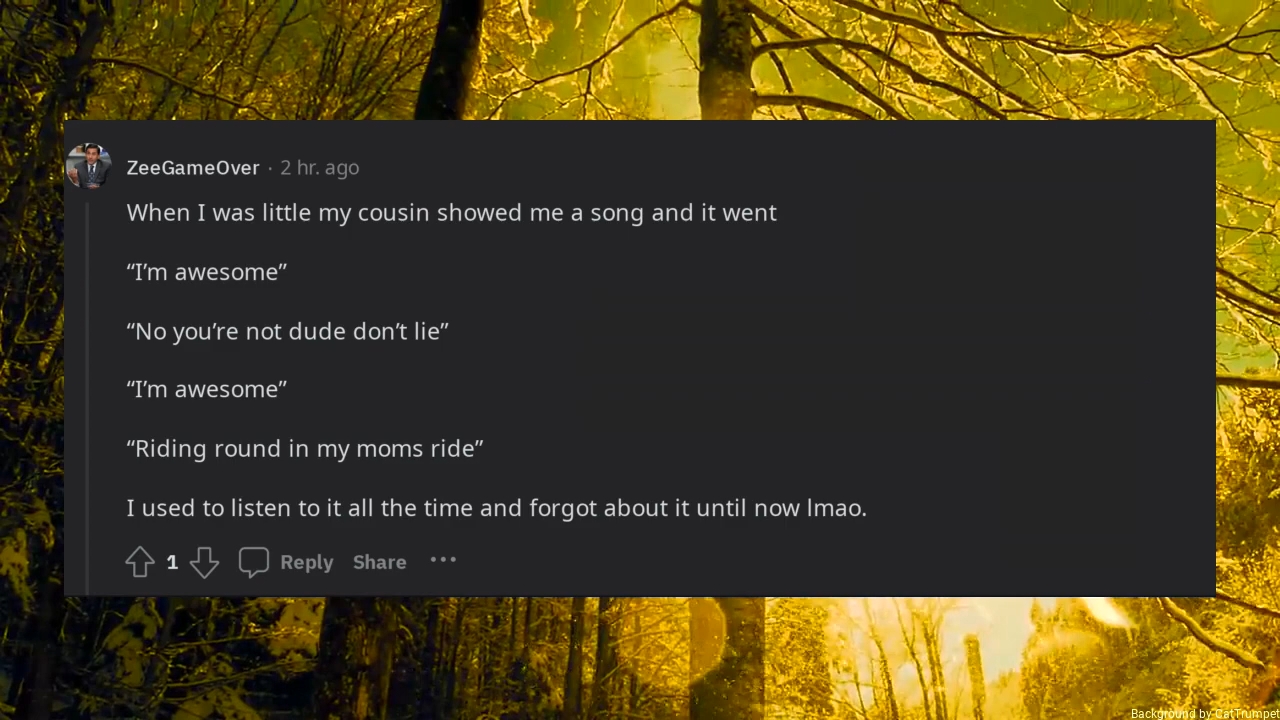 ZeeGameOver · 2 hr. ago
When I was little my cousin showed me a song and it went
“I’m awesome”
“No you’re not dude don’t lie”
“I’m awesome”
“Riding round in my moms ride”
I used to listen to it all the time and forgot about it until now lmao.
1 Reply Share ···
Background by CatTrumpet